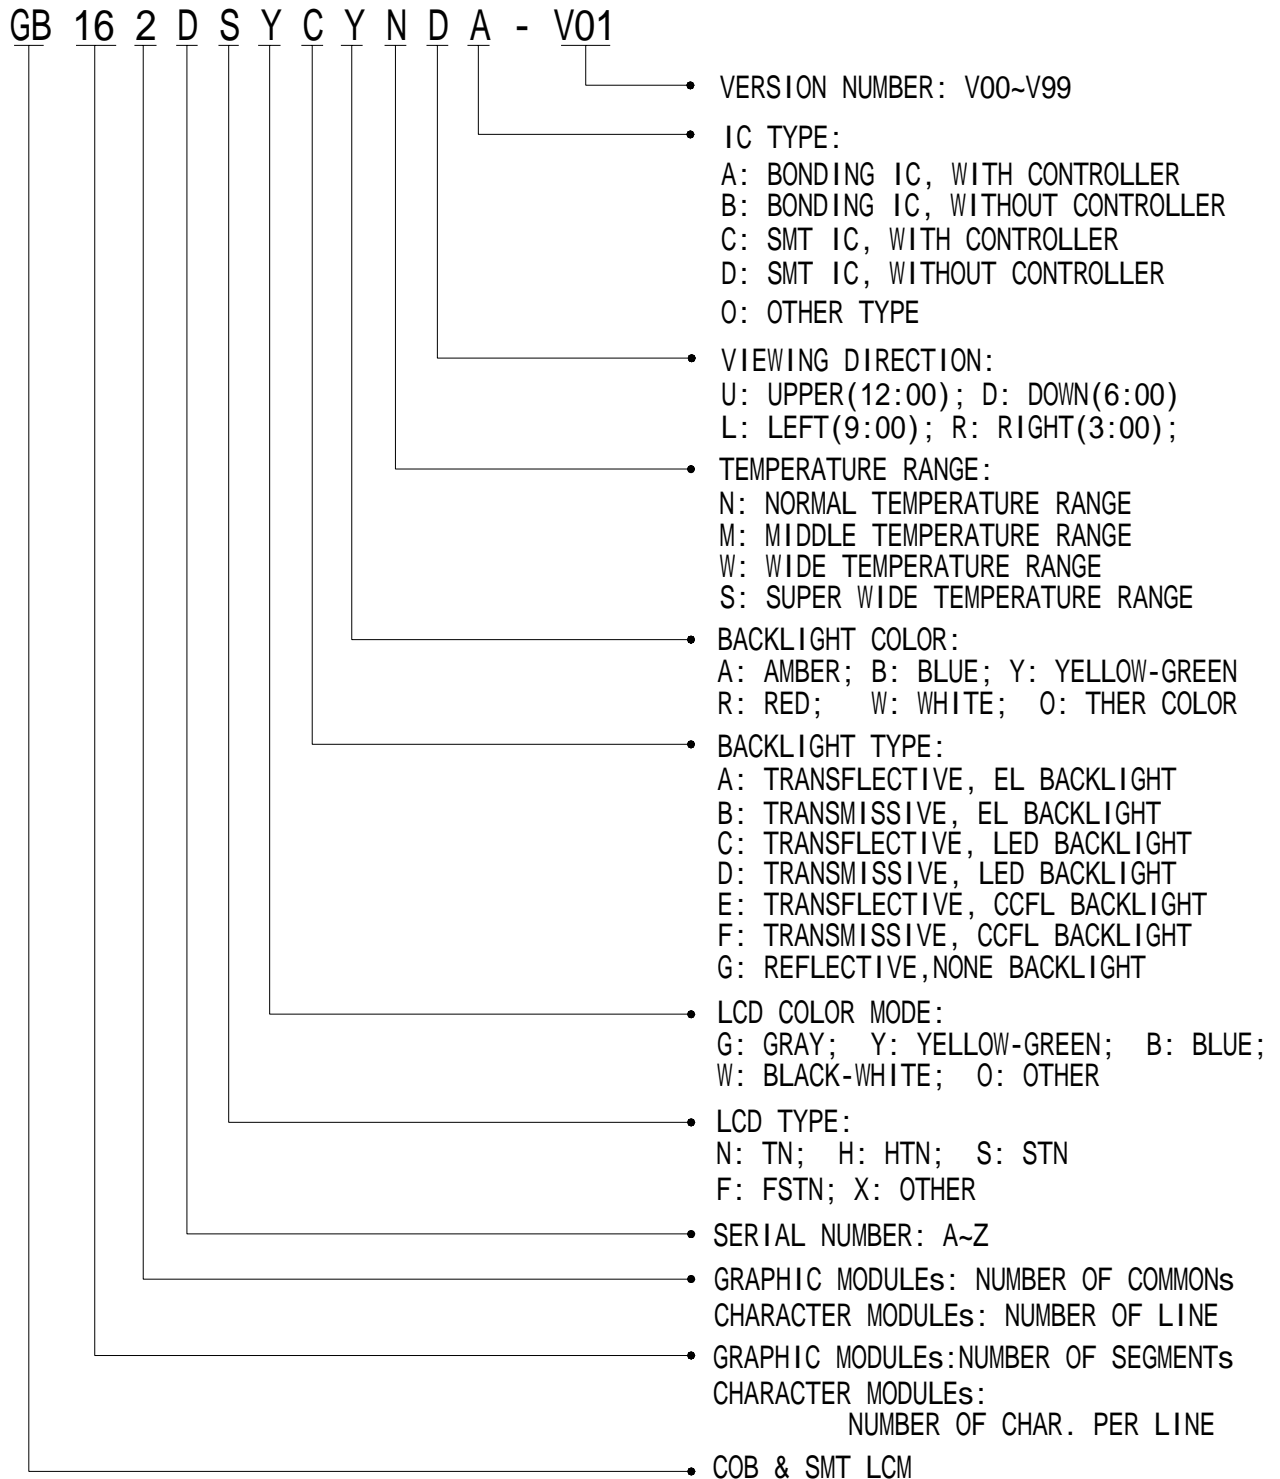 GB 16 2 D S Y C Y N D A - V01
VERSION NUMBER: V00~V99
IC TYPE:
A: BONDING IC, WITH CONTROLLER
B: BONDING IC, WITHOUT CONTROLLER
C: SMT IC, WITH CONTROLLER
D: SMT IC, WITHOUT CONTROLLER
O: OTHER TYPE
VIEWING DIRECTION:
U: UPPER(12:00); D: DOWN(6:00)
L: LEFT(9:00); R: RIGHT(3:00);
TEMPERATURE RANGE:
N: NORMAL TEMPERATURE RANGE
M: MIDDLE TEMPERATURE RANGE
W: WIDE TEMPERATURE RANGE
S: SUPER WIDE TEMPERATURE RANGE
BACKLIGHT COLOR:
A: AMBER; B: BLUE; Y: YELLOW-GREEN
R: RED; W: WHITE; O: THER COLOR
BACKLIGHT TYPE:
A: TRANSFLECTIVE, EL BACKLIGHT
B: TRANSMISSIVE, EL BACKLIGHT
C: TRANSFLECTIVE, LED BACKLIGHT
D: TRANSMISSIVE, LED BACKLIGHT
E: TRANSFLECTIVE, CCFL BACKLIGHT
F: TRANSMISSIVE, CCFL BACKLIGHT
G: REFLECTIVE,NONE BACKLIGHT
LCD COLOR MODE:
G: GRAY; Y: YELLOW-GREEN; B: BLUE;
W: BLACK-WHITE; O: OTHER
LCD TYPE:
N: TN; H: HTN; S: STN
F: FSTN; X: OTHER
SERIAL NUMBER: A~Z
GRAPHIC MODULEs: NUMBER OF COMMONs
CHARACTER MODULEs: NUMBER OF LINE
GRAPHIC MODULEs:NUMBER OF SEGMENTs
CHARACTER MODULEs:
NUMBER OF CHAR. PER LINE
COB & SMT LCM